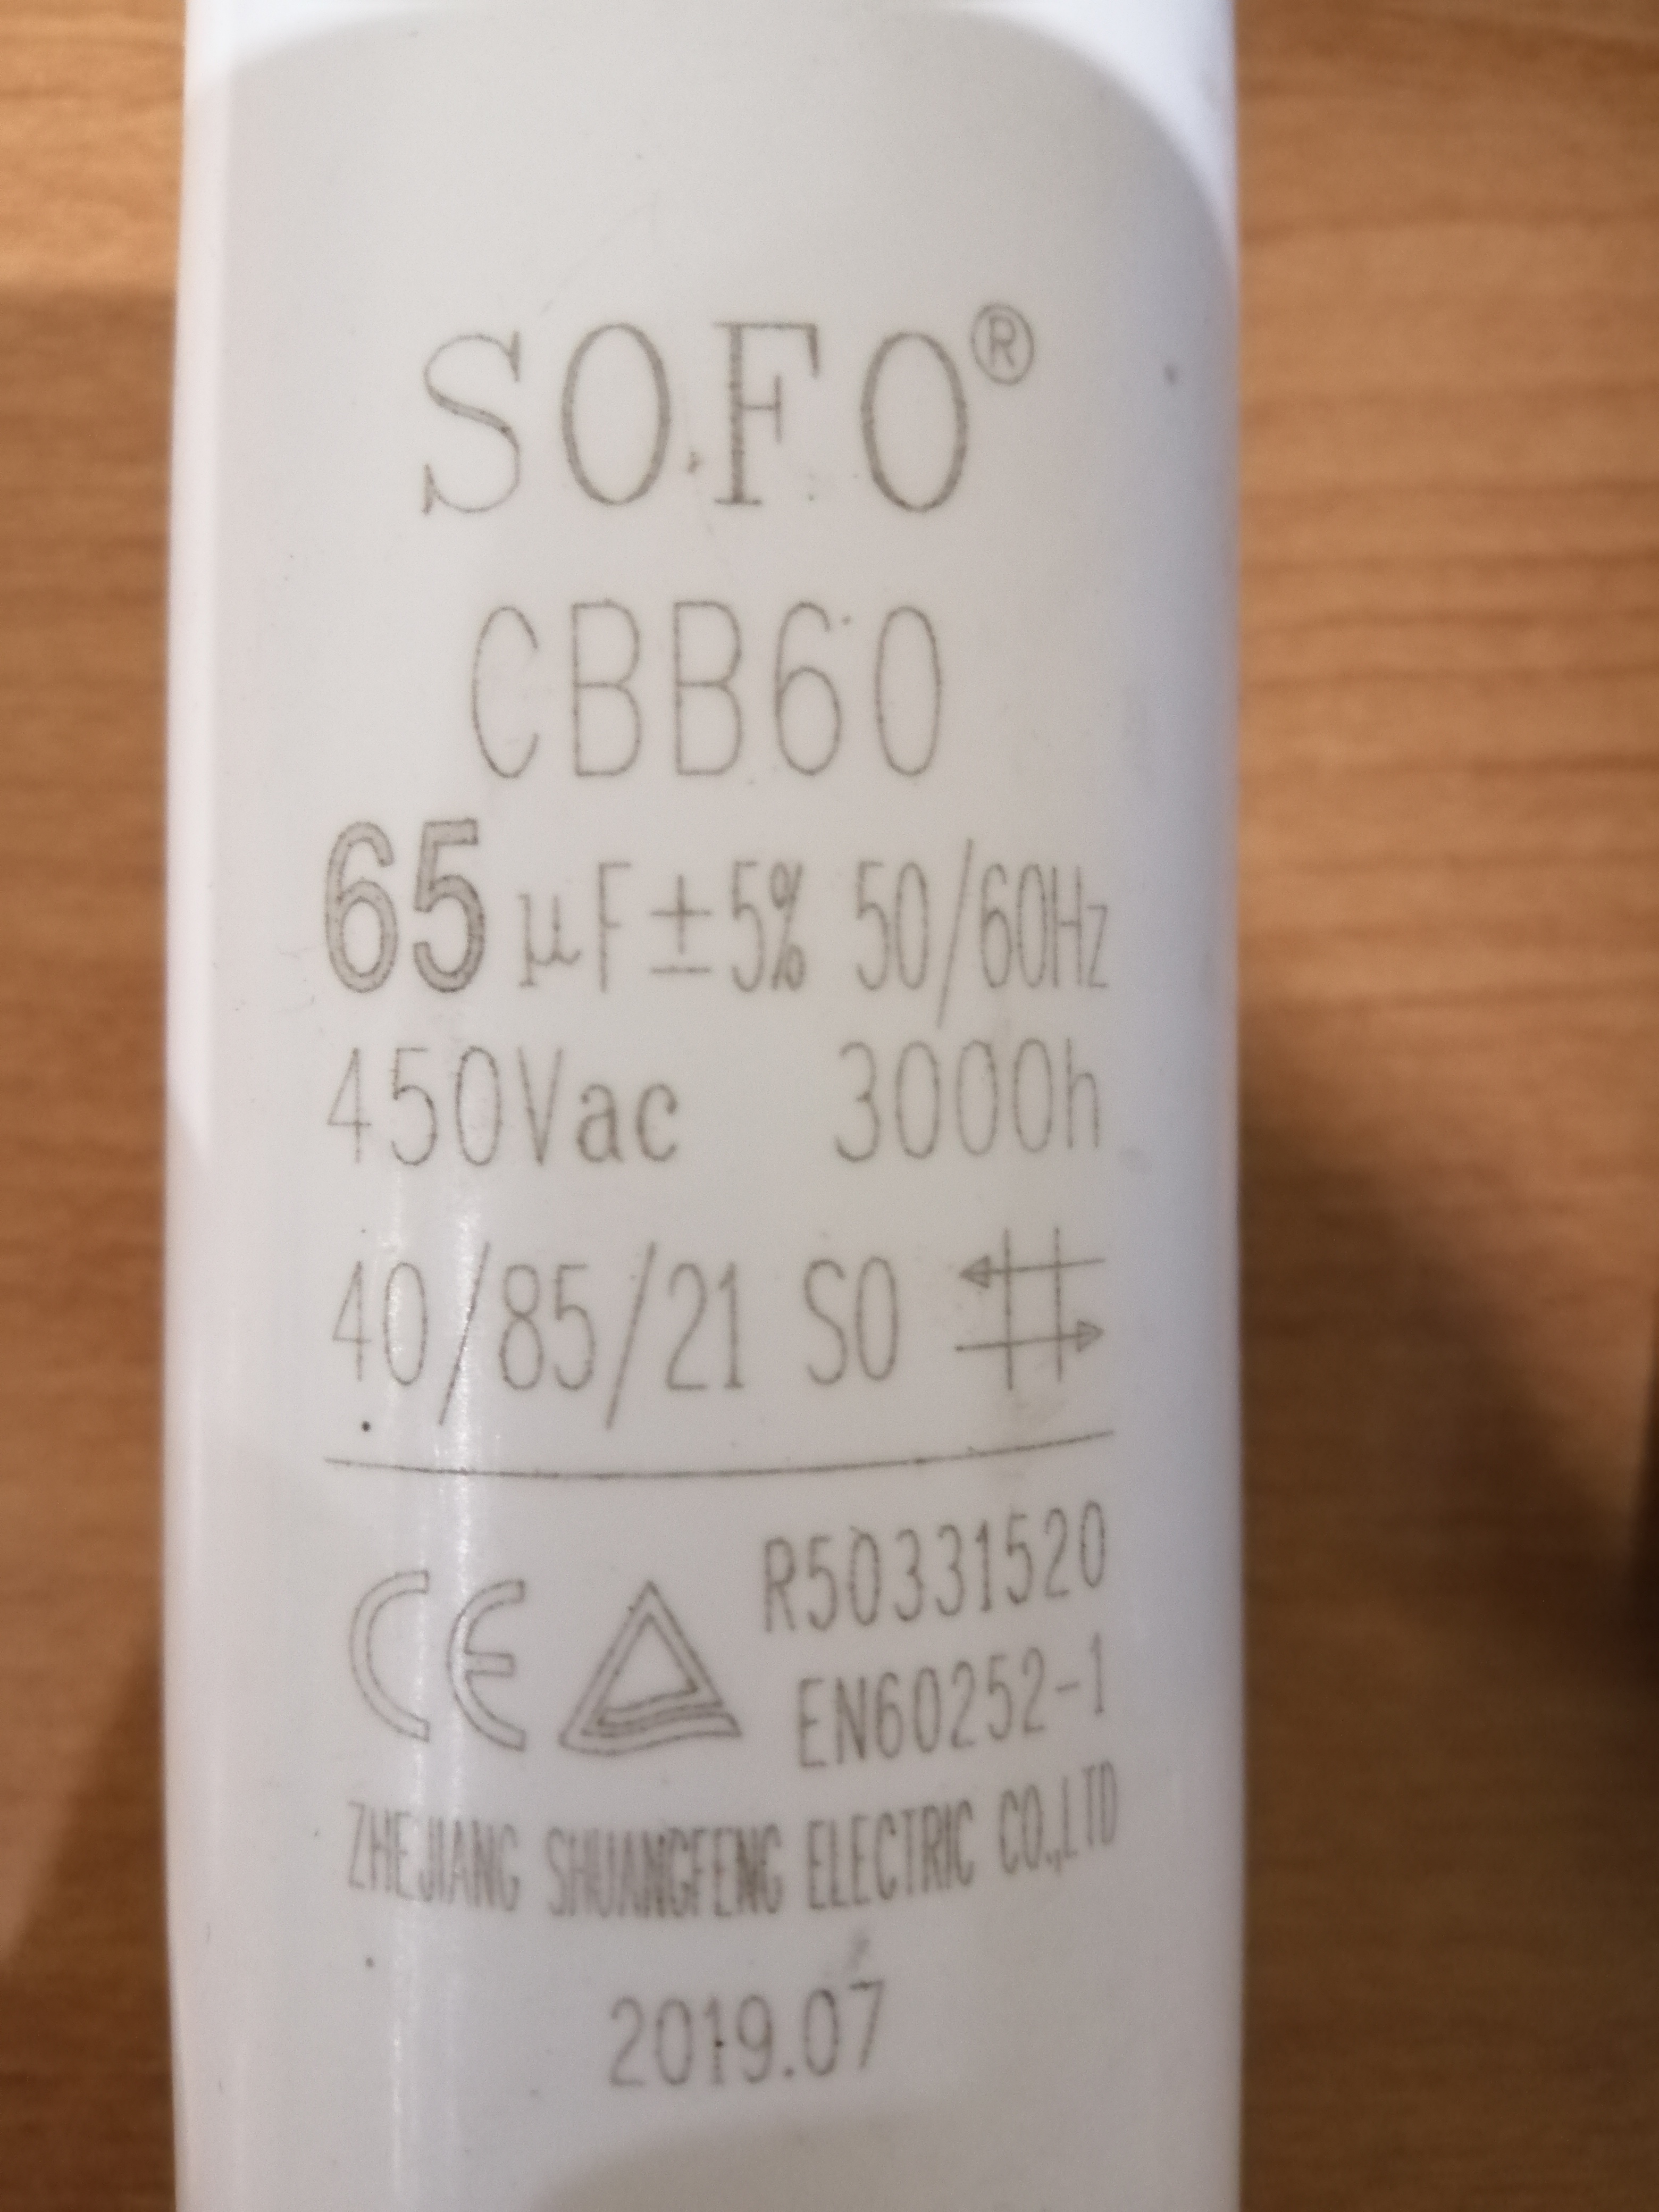 SOFO®
CBB60
65 μF±5% 50/60Hz
450Vac 3000h
40/85/21 S0
R50331520
CE
EN60252-1
ZHEJIANG SHUANGFENG ELECTRIC CO.,LTD
2019.07